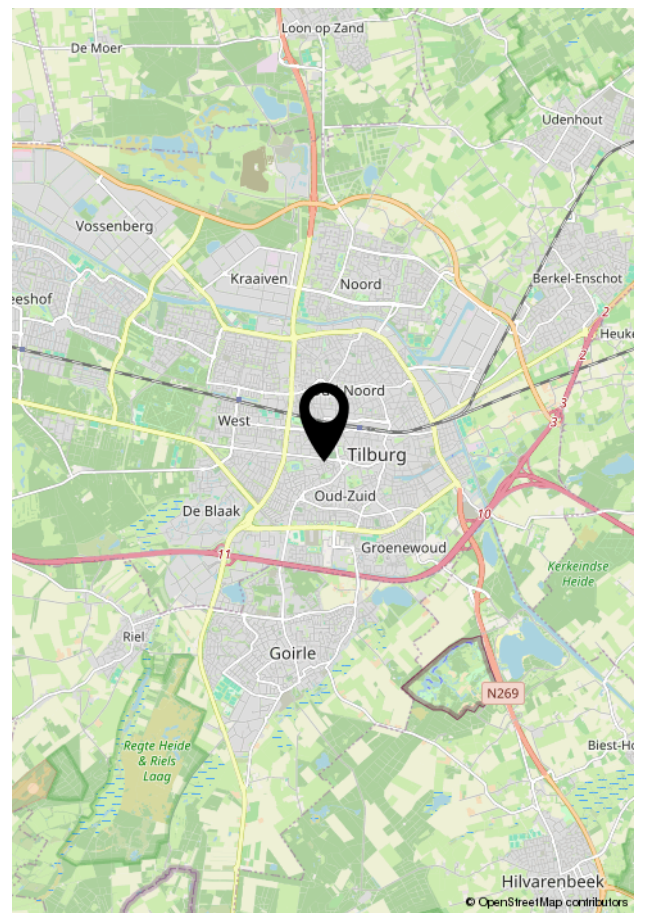 Loon op Zand
De Moer
Udenhout
Vossenberg
Kraaiven
Noord
Berkel-Enschot
eeshof
2
Heuke
2
Noord
3
West
3
Tilburg
Oud-Zuid
De Blaak
10
Groenewoud
11
Kerkeindse
Heide
Riel
Goirle
N269
Regte Heide
& Riels
Laag
Biest-Ho
Hilvarenbeek
© OpenStreetMap contributors